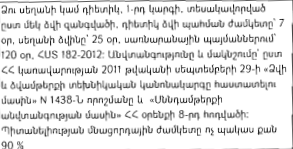 Ձու սեղանի կամ դիետիկ, 1-րդ կարգի, տեսակավորված
ըստ մեկ ձվի զանգվածի, դիետիկ ձվի պահման ժամկետը՝ 7
օր, սեղանի ձվինը՝ 25 օր, սառնարանային պայմաններում՝
120 օր, ՀՍՏ 182-2012: Անվտանգությունը և մակնշումը՝ ըստ
ՀՀ կառավարության 2011 թվականի սեպտեմբերի 29-ի «Ձվի
և ձվամթերքի տեխնիկական կանոնակարգը հաստատելու
մասին» N 1438-Ն որոշմանը և «Սննդամթերքի
անվտանգության մասին» ՀՀ օրենքի 8-րդ հոդվածի:
Պիտանելիության մնացորդային ժամկետը ոչ պակաս քան
90 %